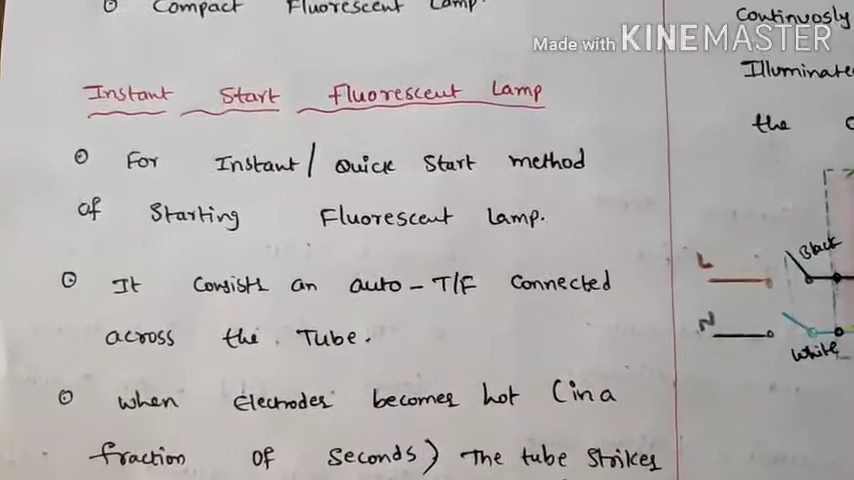 Compact Fluorescent Lamp.
Instant Start Fluorescent Lamp
For Instant/Quick Start method
of Starting Fluorescent Lamp.
It Consists an auto-T/F Connected
across the Tube.
when Electrodes becomes hot (in a
fraction of Seconds) The tube Strikes
Made with KINEMASTER
Continuosly
Illuminate
the
L
Black
N
White